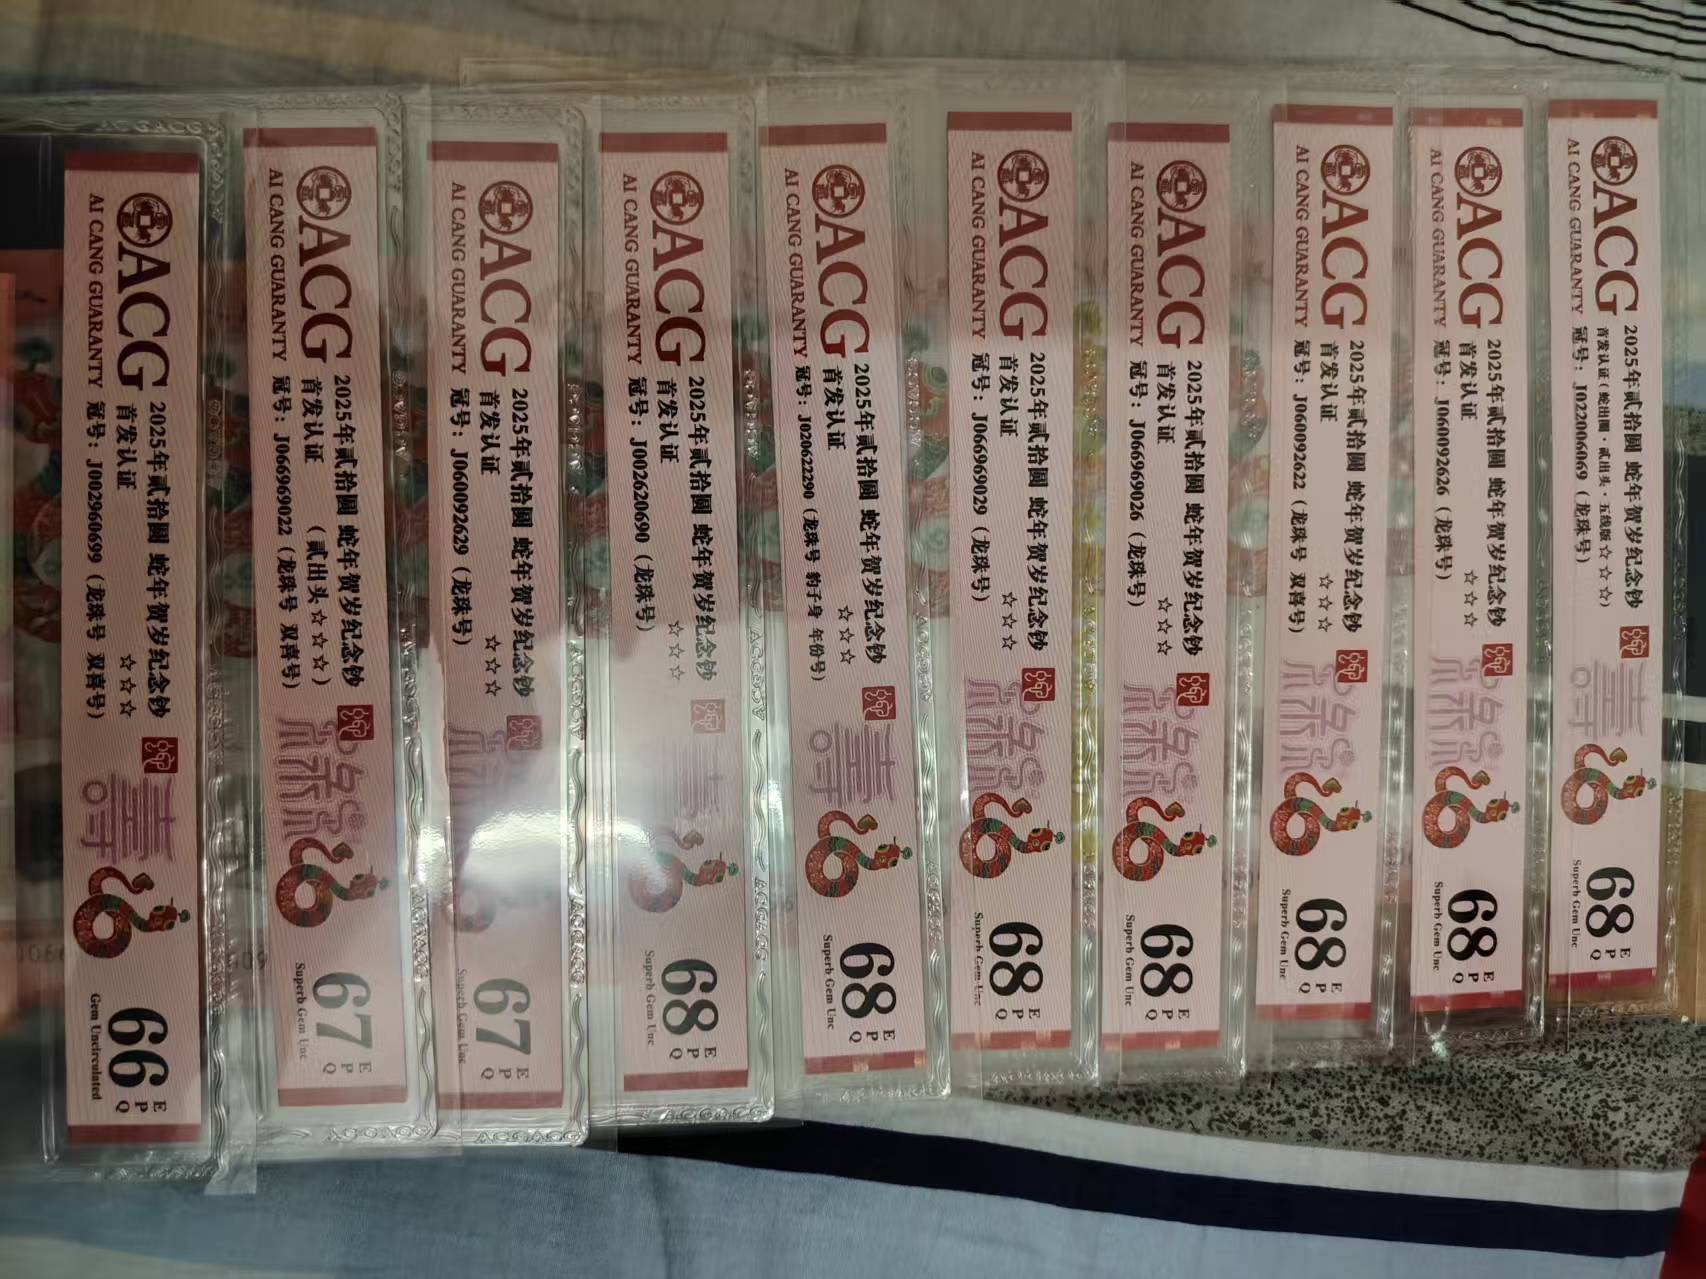 ACG
AI CANG GUARANTY
2025年贰拾圆 蛇年贺岁纪念钞
首发认证 ☆☆☆
冠号：J002960699（龙珠号 双喜号）
66 E P Q
Gem Uncirculated
ACG
AI CANG GUARANTY
2025年贰拾圆 蛇年贺岁纪念钞
首发认证 （贰出头☆☆☆）
冠号：J066969022（龙珠号 双喜号）
67 E P Q
Superb Gem Unc
ACG
AI CANG GUARANTY
2025年贰拾圆 蛇年贺岁纪念钞
首发认证 ☆☆☆
冠号：J060092629（龙珠号）
67 E P Q
Superb Gem Unc
ACG
AI CANG GUARANTY
2025年贰拾圆 蛇年贺岁纪念钞
首发认证 ☆☆☆
冠号：J002620690（龙珠号）
68 E P Q
Superb Gem Unc
ACG
AI CANG GUARANTY
2025年贰拾圆 蛇年贺岁纪念钞
首发认证 ☆☆☆
冠号：J020622290（龙珠号 豹子身 年份号）
68 E P Q
Superb Gem Unc
ACG
AI CANG GUARANTY
2025年贰拾圆 蛇年贺岁纪念钞
首发认证 ☆☆☆
冠号：J066969029（龙珠号）
68 E P Q
Superb Gem Unc
ACG
AI CANG GUARANTY
2025年贰拾圆 蛇年贺岁纪念钞
首发认证 ☆☆☆
冠号：J066969026（龙珠号）
68 E P Q
Superb Gem Unc
ACG
AI CANG GUARANTY
2025年贰拾圆 蛇年贺岁纪念钞
首发认证 ☆☆☆
冠号：J060092622（龙珠号 双喜号）
68 E P Q
Superb Gem Unc
ACG
AI CANG GUARANTY
2025年贰拾圆 蛇年贺岁纪念钞
首发认证 ☆☆☆
冠号：J060092626（龙珠号）
68 E P Q
Superb Gem Unc
ACG
AI CANG GUARANTY
2025年贰拾圆 蛇年贺岁纪念钞
首发认证（蛇出圈·贰出头·五线版☆☆☆）
冠号：J022006069（龙珠号）
68 E P Q
Superb Gem Unc